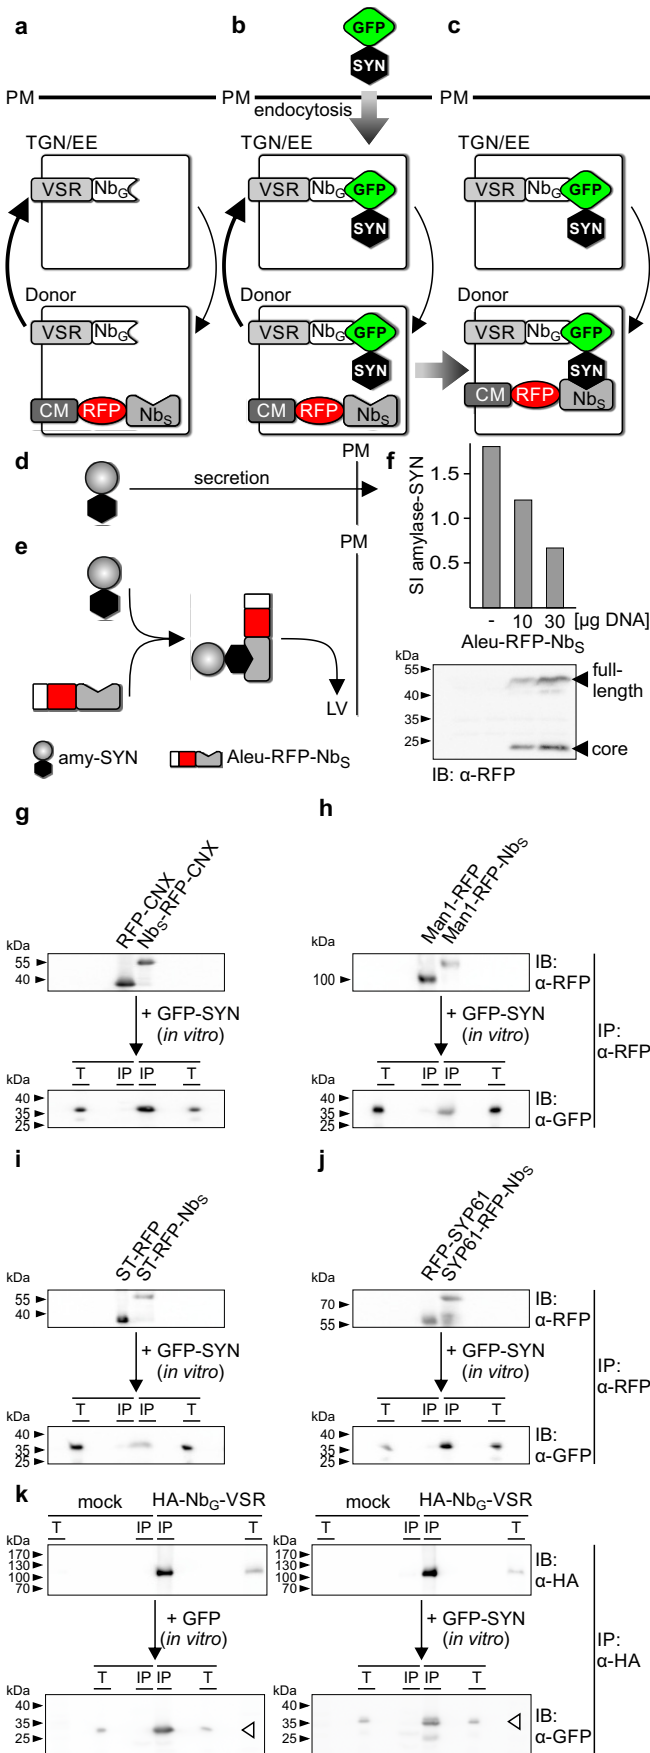 a
b
c
GFP
SYN
PM
PM
endocytosis
PM
TGN/EE
TGN/EE
TGN/EE
VSR NbG
VSR NbG GFP
SYN
VSR NbG GFP
SYN
Donor
Donor
Donor
VSR NbG
VSR NbG GFP
SYN
VSR NbG GFP
SYN
CM RFP NbS
CM RFP NbS
CM RFP NbS
d
secretion
PM
e
PM
LV
amy-SYN
Aleu-RFP-NbS
f
SI amylase-SYN
1.5
1.0
0.5
- 10 30 [µg DNA]
Aleu-RFP-NbS
kDa
55
40
35
25
full-length
core
IB: α-RFP
g
RFP-CNX
NbS-RFP-CNX
kDa
55
40
+ GFP-SYN
(in vitro)
T IP IP T
kDa
40
35
25
h
Man1-RFP
Man1-RFP-NbS
kDa
100
IB:
α-RFP
+ GFP-SYN
(in vitro)
T IP IP T
kDa
40
35
25
IB:
α-GFP
IP:
α-RFP
i
ST-RFP
ST-RFP-NbS
kDa
55
40
+ GFP-SYN
(in vitro)
T IP IP T
kDa
40
35
25
j
RFP-SYP61
SYP61-RFP-NbS
kDa
70
55
IB:
α-RFP
+ GFP-SYN
(in vitro)
T IP IP T
kDa
40
35
25
IB:
α-GFP
IP:
α-RFP
k
mock HA-NbG-VSR
T IP IP T
kDa
170
130
100
70
+ GFP
(in vitro)
T IP IP T
kDa
40
35
25
mock HA-NbG-VSR
T IP IP T
kDa
170
130
100
70
IB:
α-HA
+ GFP-SYN
(in vitro)
T IP IP T
kDa
40
35
25
IB:
α-GFP
IP:
α-HA